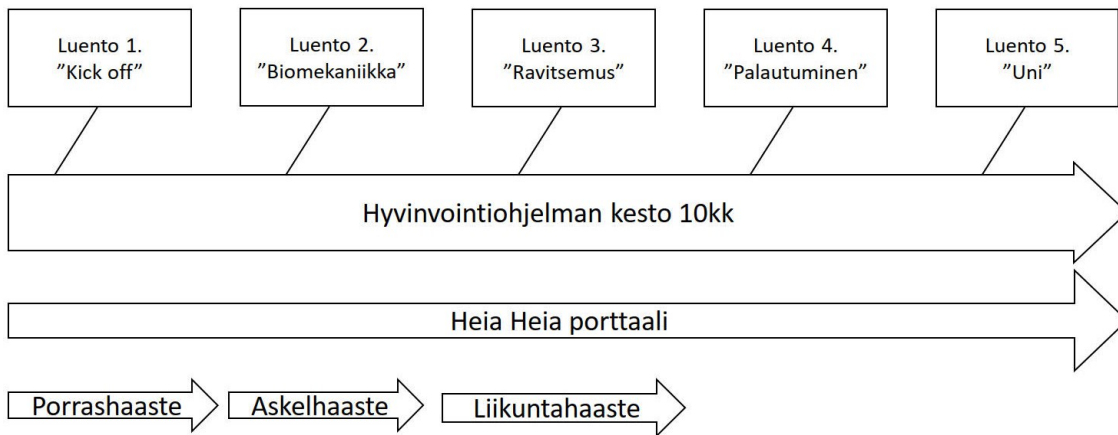 Luento 1.
”Kick off”
Luento 2.
”Biomekaniikka”
Luento 3.
”Ravitsemus”
Luento 4.
”Palautuminen”
Luento 5.
”Uni”
Hyvinvointiohjelman kesto 10kk
Heia Heia porttaali
Porrashaaste
Askelhaaste
Liikuntahaaste